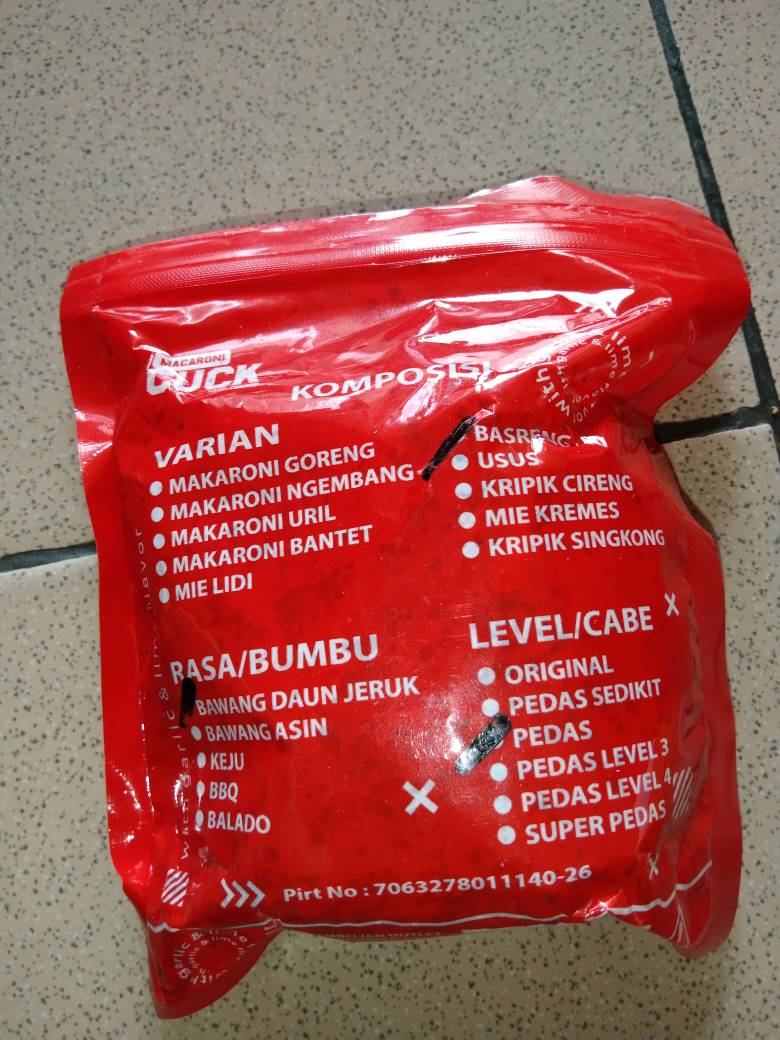 MACARONI
CUCK
KOMPOSISI
VARIAN
MAKARONI GORENG
MAKARONI NGEMBANG
MAKARONI URIL
MAKARONI BANTET
MIE LIDI
BASRENG
USUS
KRIPIK CIRENG
MIE KREMES
KRIPIK SINGKONG
RASA/BUMBU
BAWANG DAUN JERUK
BAWANG ASIN
KEJU
BBQ
BALADO
LEVEL/CABE
ORIGINAL
PEDAS SEDIKIT
PEDAS
PEDAS LEVEL 3
PEDAS LEVEL 4
SUPER PEDAS
Pirt No : 7063278011140-26
OUTLET